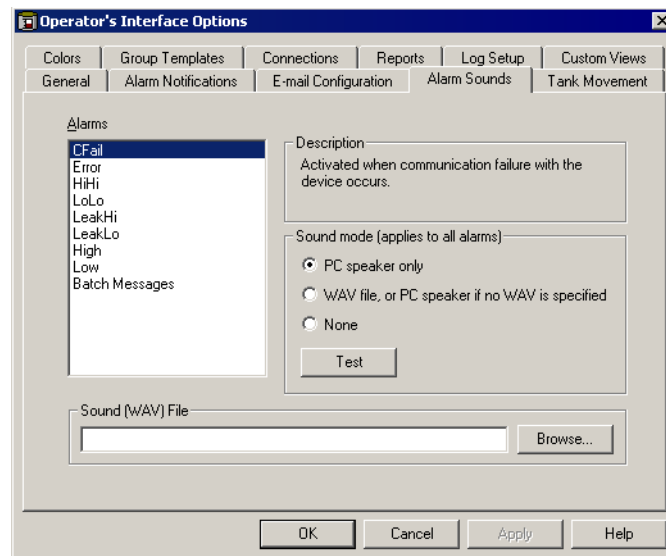 Operator's Interface Options
Colors Group Templates Connections Reports Log Setup Custom Views
General Alarm Notifications E-mail Configuration Alarm Sounds Tank Movement
Alarms
CFail
Error
HiHi
LoLo
LeakHi
LeakLo
High
Low
Batch Messages
Description
Activated when communication failure with the
device occurs.
Sound mode (applies to all alarms)
PC speaker only
WAV file, or PC speaker if no WAV is specified
None
Test
Sound (WAV) File
Browse...
OK Cancel Apply Help